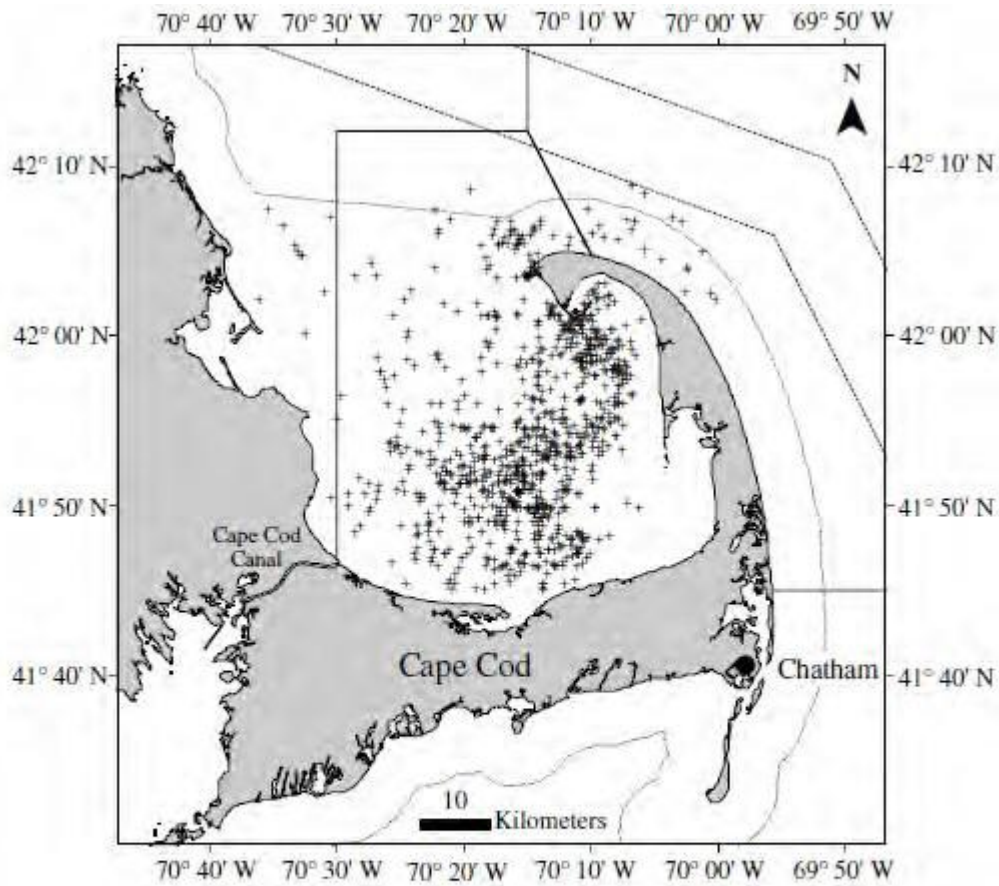 70° 40' W 70° 30' W 70° 20' W 70° 10' W 70° 00' W 69° 50' W
N
42° 10' N 42° 10' N
42° 00' N 42° 00' N
41° 50' N 41° 50' N
Cape Cod
Canal
41° 40' N Cape Cod Chatham 41° 40' N
10
Kilometers
70° 40' W 70° 30' W 70° 20' W 70° 10' W 70° 00' W 69° 50' W